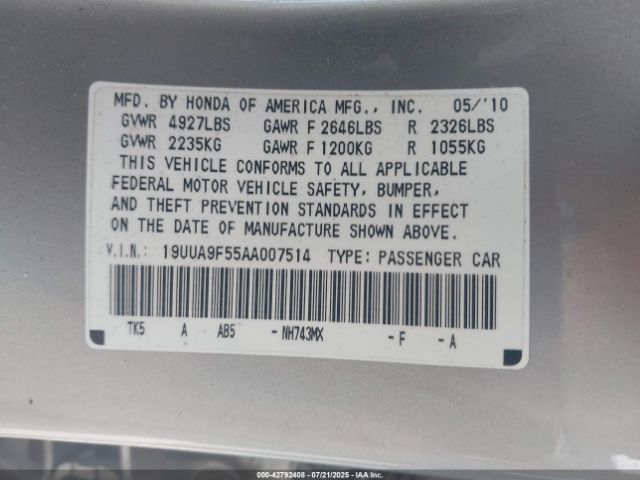 MFD. BY HONDA OF AMERICA MFG., INC. 05/'10
GVWR 4927LBS GAWR F 2646LBS R 2326LBS
GVWR 2235KG GAWR F 1200KG R 1055KG
THIS VEHICLE CONFORMS TO ALL APPLICABLE
FEDERAL MOTOR VEHICLE SAFETY, BUMPER,
AND THEFT PREVENTION STANDARDS IN EFFECT
ON THE DATE OF MANUFACTURE SHOWN ABOVE.
V.I.N.: 19UUA9F55AA007514 TYPE: PASSENGER CAR
TK5 A AB5 -NH743MX -F -A
000-42792408 - 07/21/2025 - TYPE: IMAGE